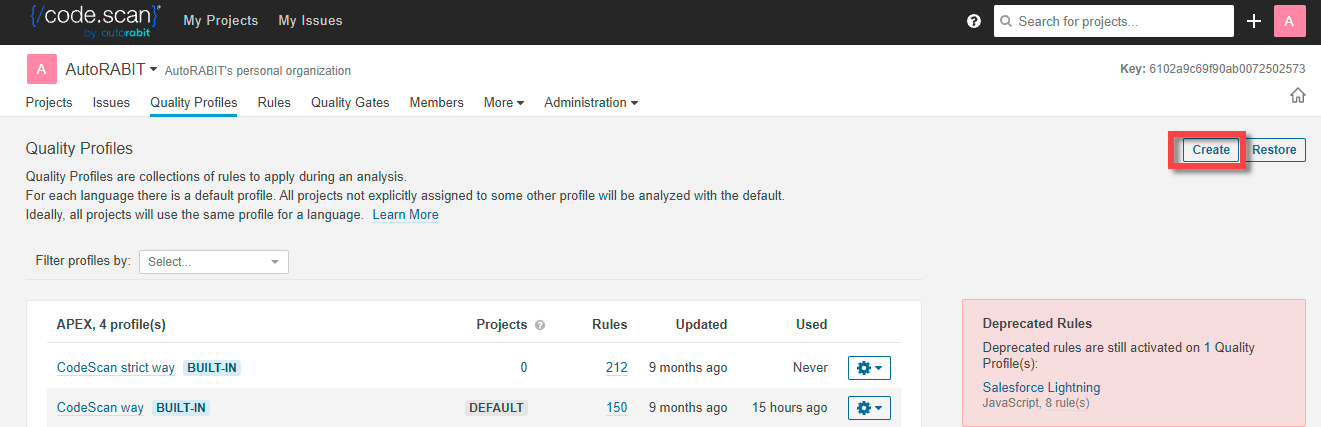 {/code.scan}
by autorabit
My Projects
My Issues
?
Search for projects...
A
A
AutoRABIT
AutoRABIT's personal organization
Key: 6102a9c69f90ab0072502573
Projects
Issues
Quality Profiles
Rules
Quality Gates
Members
More
Administration
Quality Profiles
Create
Restore
Quality Profiles are collections of rules to apply during an analysis.
For each language there is a default profile. All projects not explicitly assigned to some other profile will be analyzed with the default.
Ideally, all projects will use the same profile for a language. Learn More
Filter profiles by:
Select...
APEX, 4 profile(s)
Projects ?
Rules
Updated
Used
CodeScan strict way BUILT-IN
0
212
9 months ago
Never
CodeScan way BUILT-IN
DEFAULT
150
9 months ago
15 hours ago
Deprecated Rules
Deprecated rules are still activated on 1 Quality
Profile(s):
Salesforce Lightning
JavaScript, 8 rule(s)